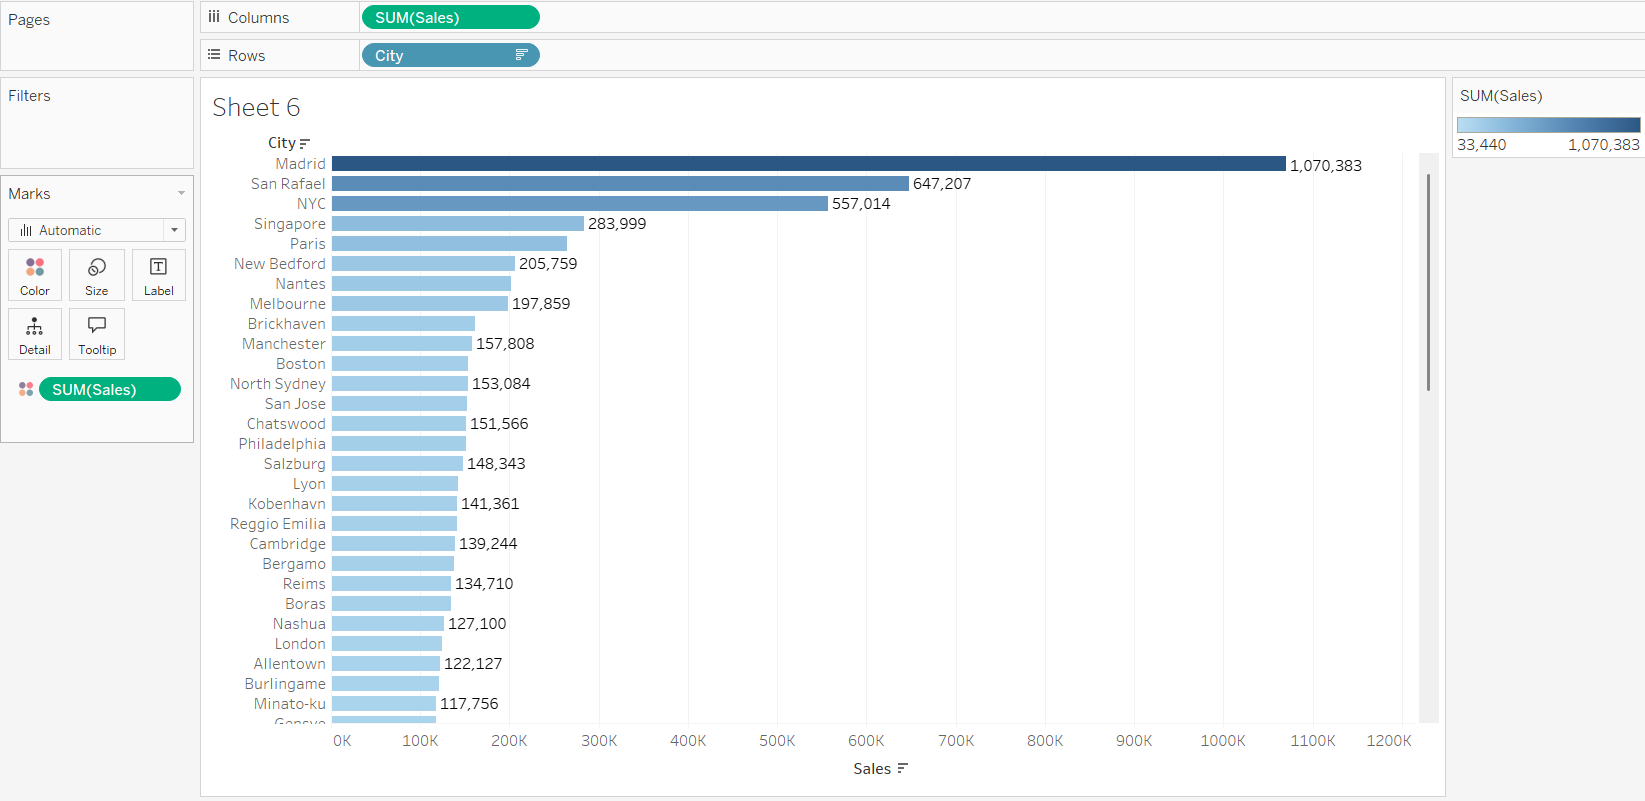 Pages
Columns
SUM(Sales)
Rows
City
Filters
Marks
Automatic
Color
Size
Label
Detail
Tooltip
SUM(Sales)
Sheet 6
City
Madrid 1,070,383
San Rafael 647,207
NYC 557,014
Singapore 283,999
Paris
New Bedford 205,759
Nantes
Melbourne 197,859
Brickhaven
Manchester 157,808
Boston
North Sydney 153,084
San Jose
Chatswood 151,566
Philadelphia
Salzburg 148,343
Lyon
Kobenhavn 141,361
Reggio Emilia
Cambridge 139,244
Bergamo
Reims 134,710
Boras
Nashua 127,100
London
Allentown 122,127
Burlingame
Minato-ku 117,756
0K 100K 200K 300K 400K 500K 600K 700K 800K 900K 1000K 1100K 1200K
Sales
SUM(Sales)
33,440 1,070,383